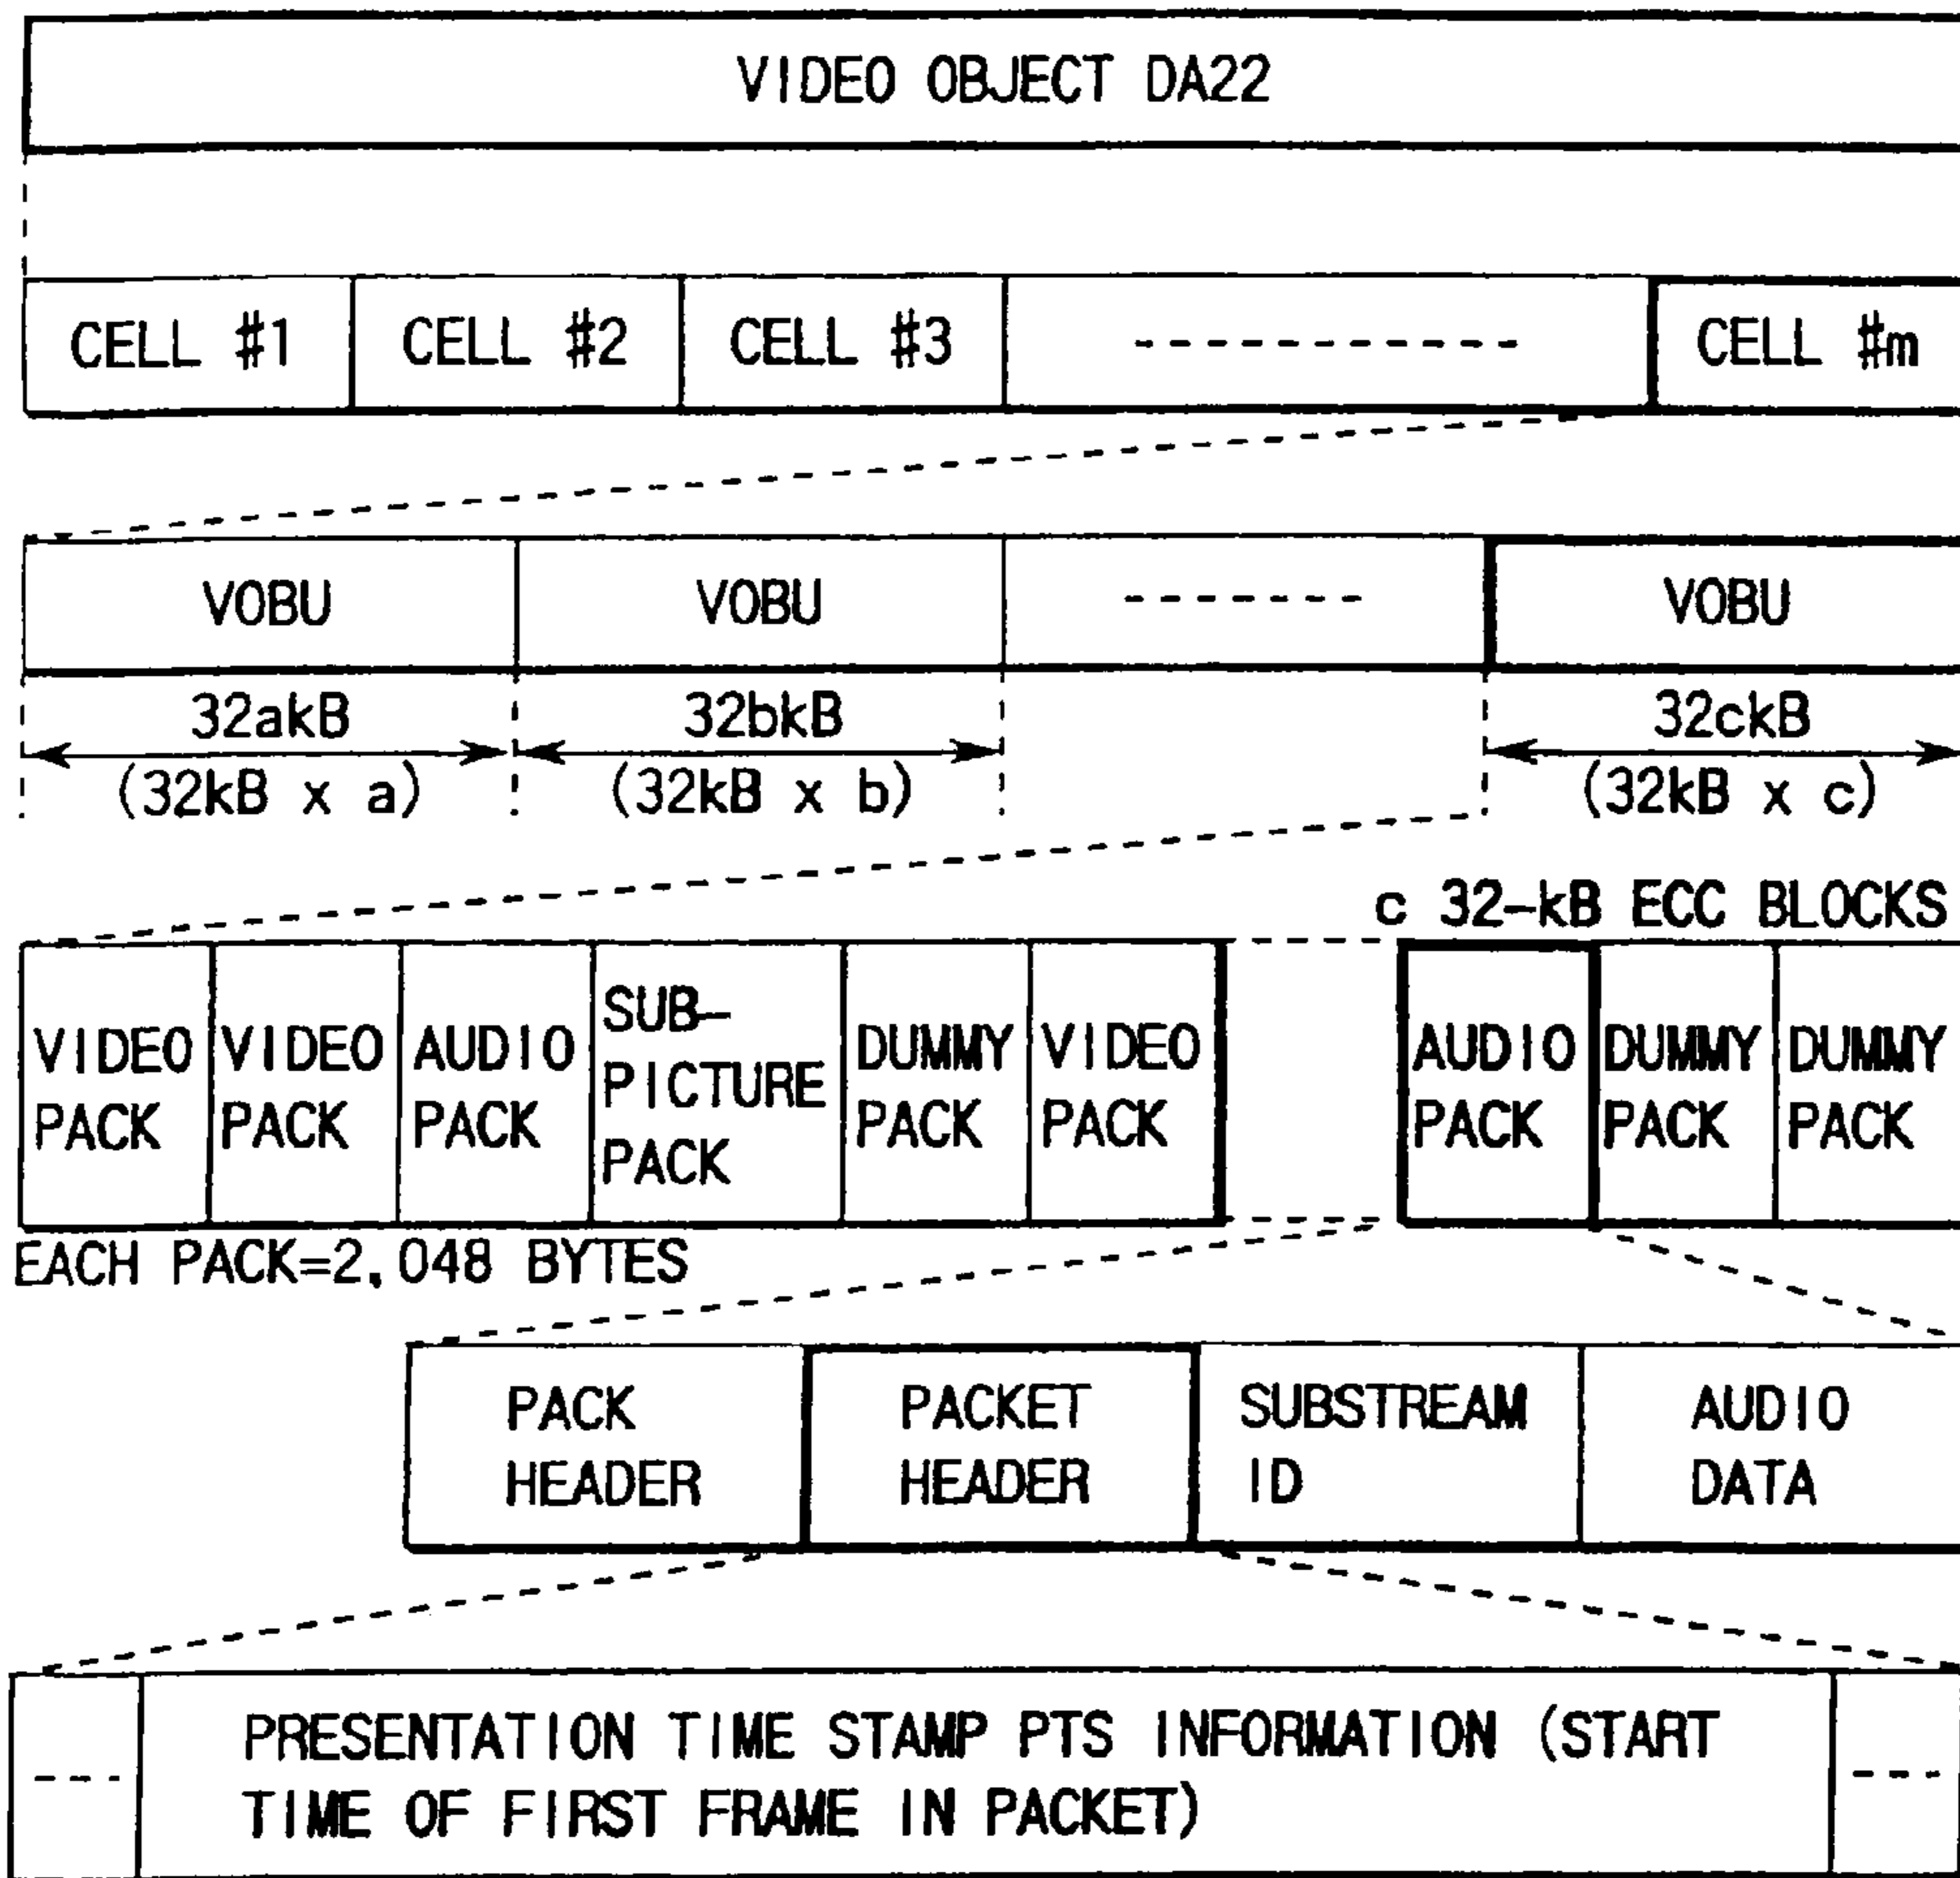 VIDEO OBJECT DA22
CELL #1 CELL #2 CELL #3 ------------ CELL #m
VOBU VOBU ------- VOBU
32akB 32bkB 32ckB
(32kB x a) (32kB x b) (32kB x c)
c 32-kB ECC BLOCKS
VIDEO PACK
VIDEO PACK
AUDIO PACK
SUB-
PICTURE
PACK
DUMMY PACK
VIDEO PACK
AUDIO PACK
DUMMY PACK
DUMMY PACK
EACH PACK=2,048 BYTES
PACK
HEADER
PACKET
HEADER
SUBSTREAM
ID
AUDIO
DATA
--- PRESENTATION TIME STAMP PTS INFORMATION (START ---
TIME OF FIRST FRAME IN PACKET)